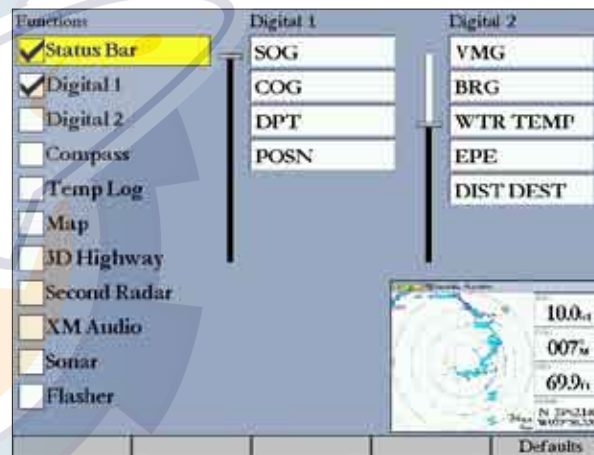 Functions
Status Bar
Digital 1
Digital 2
Compass
Temp Log
Map
3D Highway
Second Radar
XM Audio
Sonar
Flasher
Digital 1
SOG
COG
DPT
POSN
Digital 2
VMG
BRG
WTR TEMP
EPE
DIST DEST
10.0
007°M
69.9
Defaults